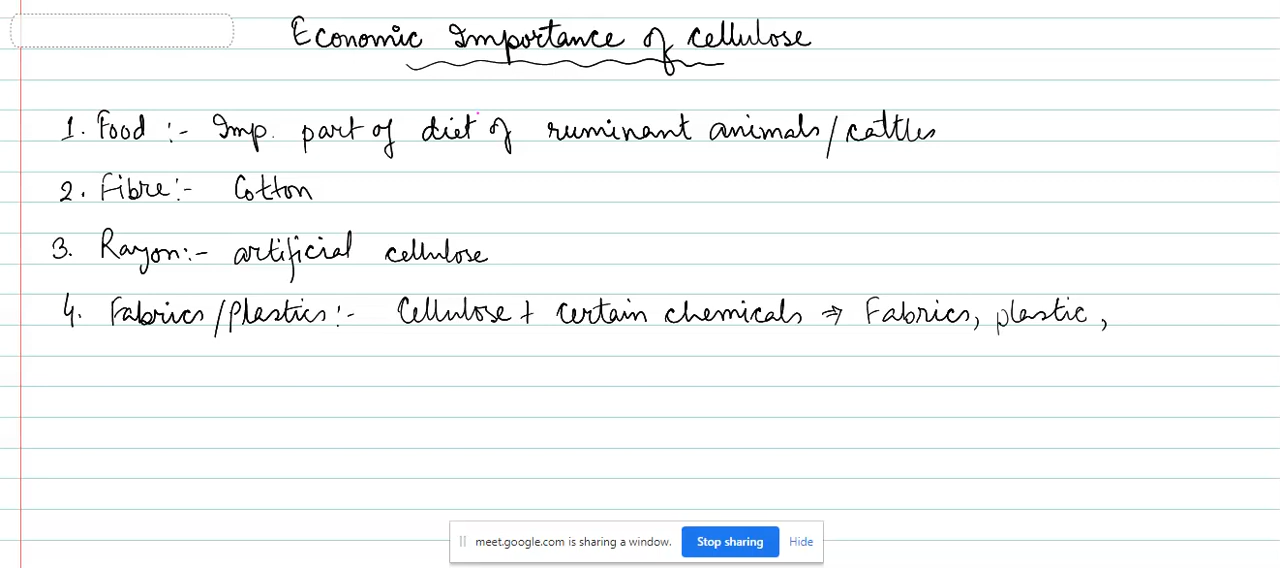 Economic Importance of cellulose
1. Food :- Imp. part of diet of ruminant animals/cattles
2. Fibre :- Cotton
3. Rayon :- artificial cellulose
4. Fabrics/Plastics :- Cellulose + certain chemicals ⇒ Fabrics, plastic,
meet.google.com is sharing a window. Stop sharing Hide